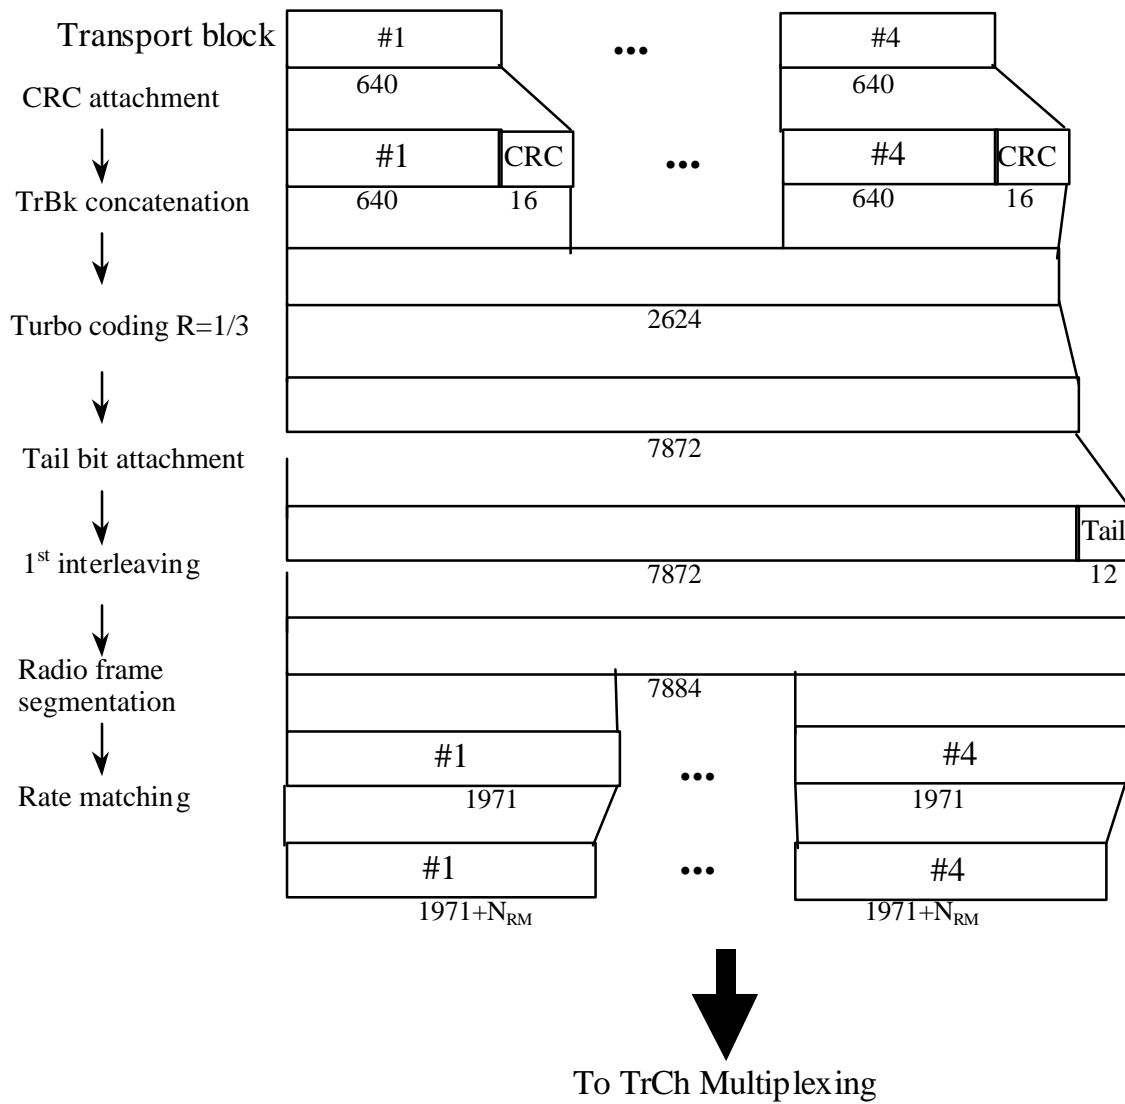 Transport block
#1
...
#4
640
640
CRC attachment
#1
CRC
...
#4
CRC
640
16
640
16
TrBk concatenation
2624
Turbo coding R=1/3
7872
Tail bit attachment
Tail
1st interleaving
7872
12
Radio frame
segmentation
7884
#1
...
#4
Rate matching
1971
1971
#1
...
#4
1971+NRM
1971+NRM
To TrCh Multiplexing